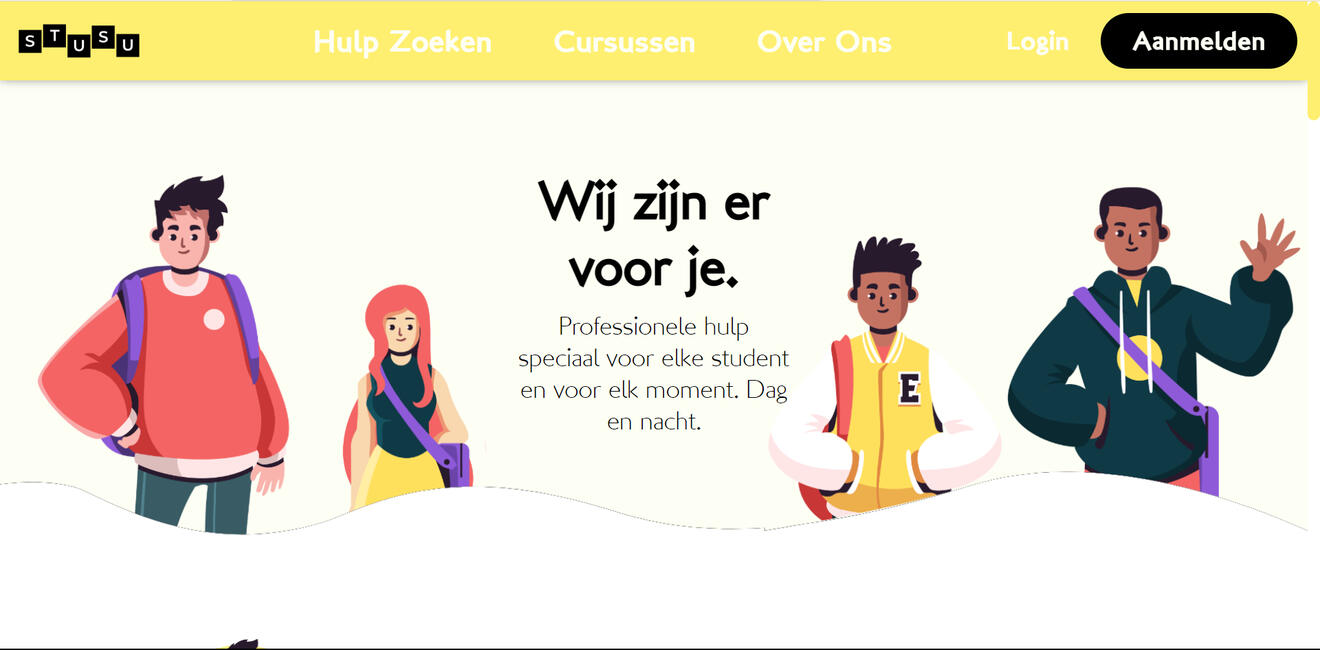 STUSU Hulp Zoeken Cursussen Over Ons Login Aanmelden
Wij zijn er
voor je.
Professionele hulp
speciaal voor elke student
en voor elk moment. Dag
en nacht.
E